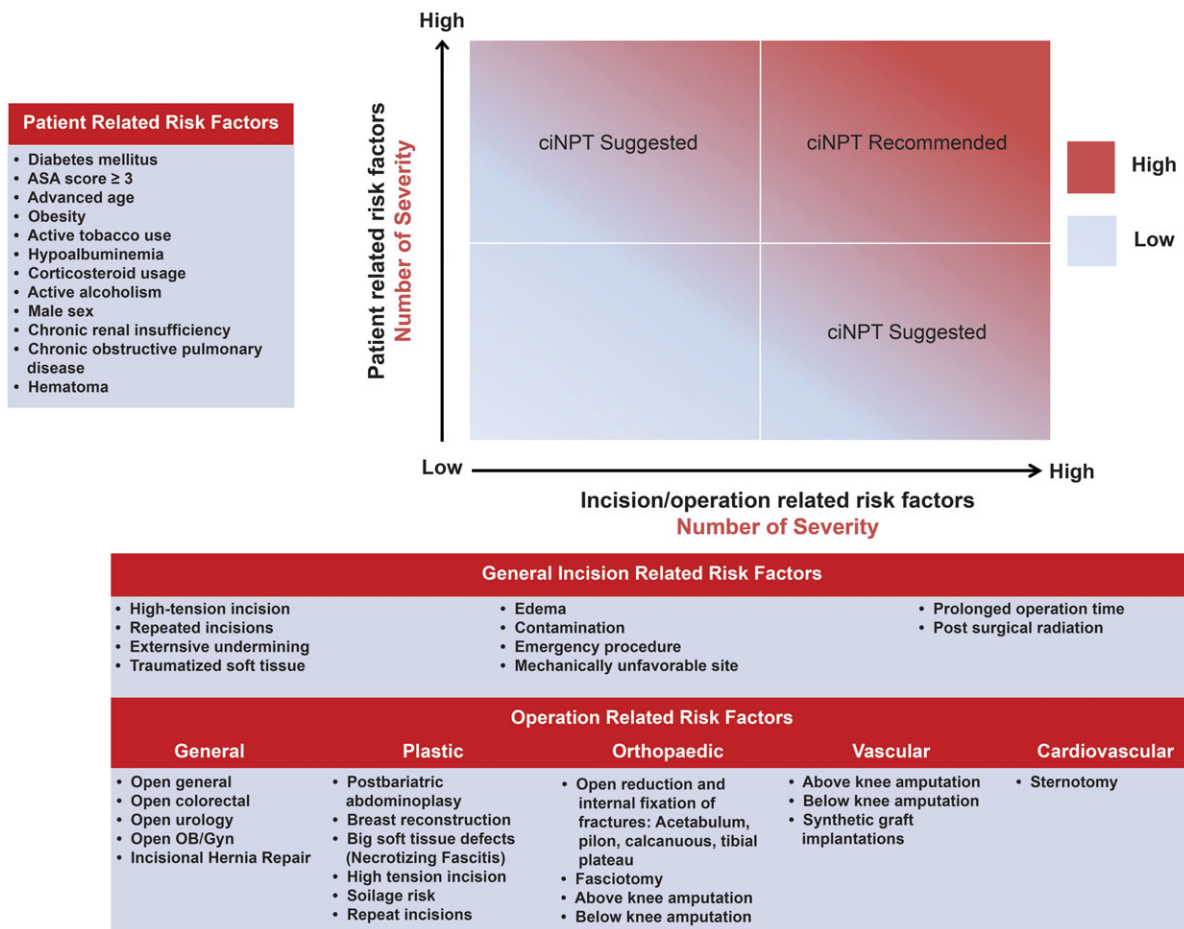 High
Patient related risk factors
Number of Severity
ciNPT Suggested
ciNPT Recommended
ciNPT Suggested
High
Low
Low
High
Incision/operation related risk factors
Number of Severity
Patient Related Risk Factors
• Diabetes mellitus
• ASA score ≥ 3
• Advanced age
• Obesity
• Active tobacco use
• Hypoalbuminemia
• Corticosteroid usage
• Active alcoholism
• Male sex
• Chronic renal insufficiency
• Chronic obstructive pulmonary
disease
• Hematoma
General Incision Related Risk Factors
• High-tension incision
• Repeated incisions
• Externsive undermining
• Traumatized soft tissue
• Edema
• Contamination
• Emergency procedure
• Mechanically unfavorable site
• Prolonged operation time
• Post surgical radiation
Operation Related Risk Factors
General
• Open general
• Open colorectal
• Open urology
• Open OB/Gyn
• Incisional Hernia Repair
Plastic
• Postbariatric
abdominoplasy
• Breast reconstruction
• Big soft tissue defects
(Necrotizing Fascitis)
• High tension incision
• Soilage risk
• Repeat incisions
Orthopaedic
• Open reduction and
internal fixation of
fractures: Acetabulum,
pilon, calcanuous, tibial
plateau
• Fasciotomy
• Above knee amputation
• Below knee amputation
Vascular
• Above knee amputation
• Below knee amputation
• Synthetic graft
implantations
Cardiovascular
• Sternotomy